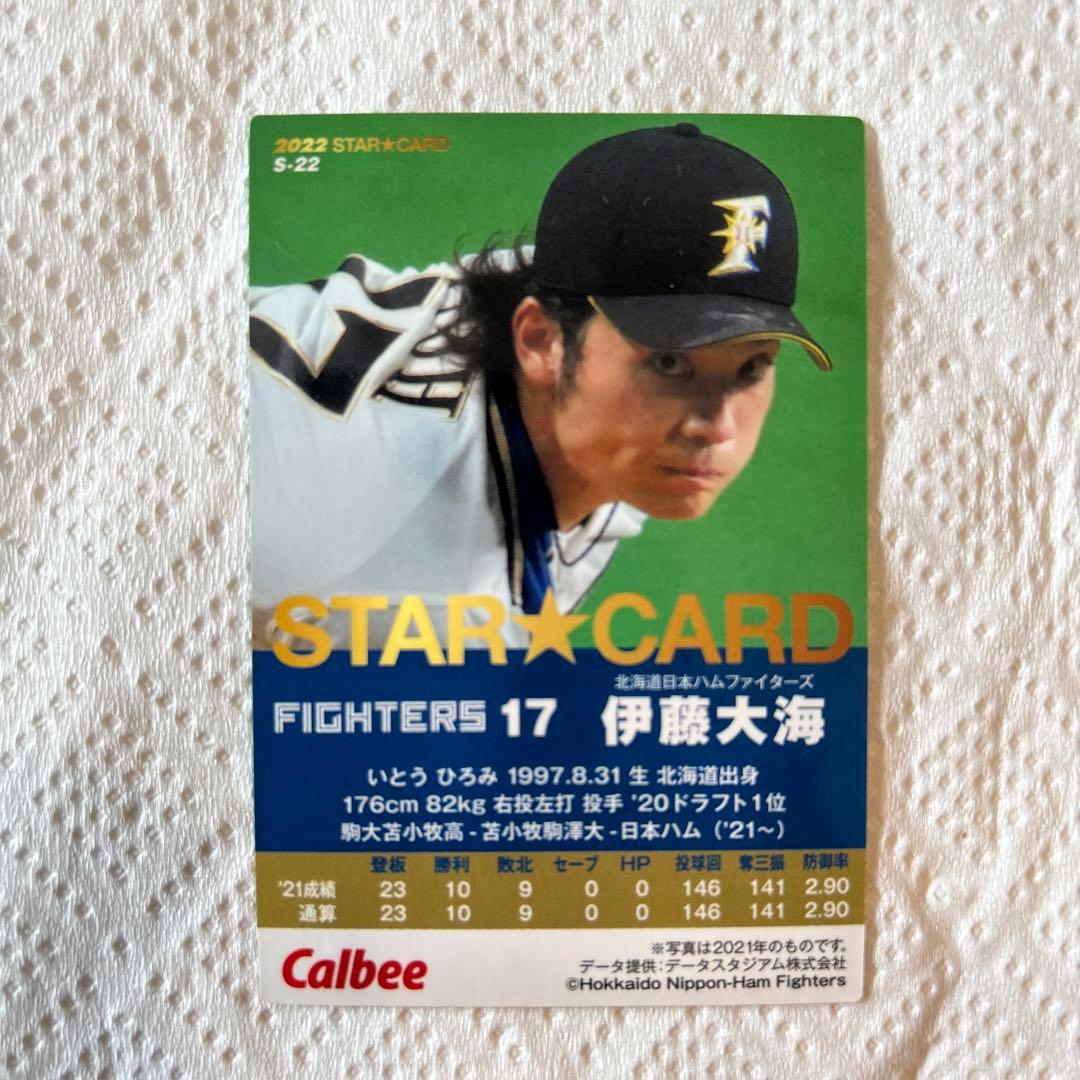 2022 STAR★CARD
S-22
F
STAR★CARD
北海道日本ハムファイターズ
FIGHTERS 17 伊藤大海
いとう ひろみ 1997.8.31 生 北海道出身
176cm 82kg 右投左打 投手 '20ドラフト1位
駒大苫小牧高 - 苫小牧駒澤大 - 日本ハム ('21~)
登板 勝利 敗北 セーブ HP 投球回 奪三振 防御率
'21成績 23 10 9 0 0 146 141 2.90
通算 23 10 9 0 0 146 141 2.90
Calbee
※写真は2021年のものです。
データ提供:データスタジアム株式会社
©Hokkaido Nippon-Ham Fighters